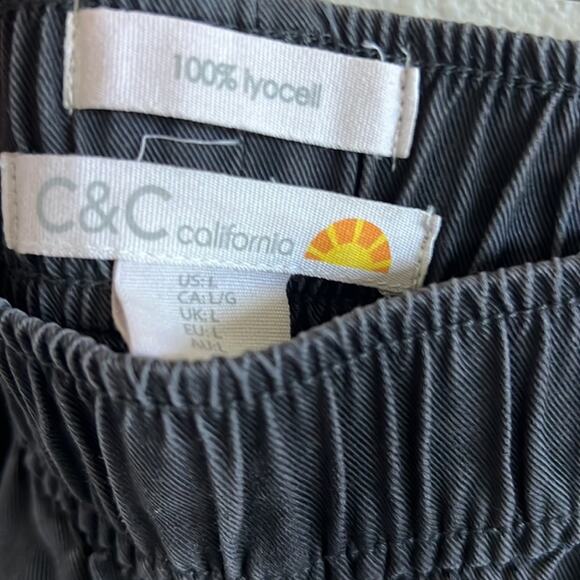 100% lyocell
C&C california
US: L
CA: L/G
UK: L
EU: L
AU: L